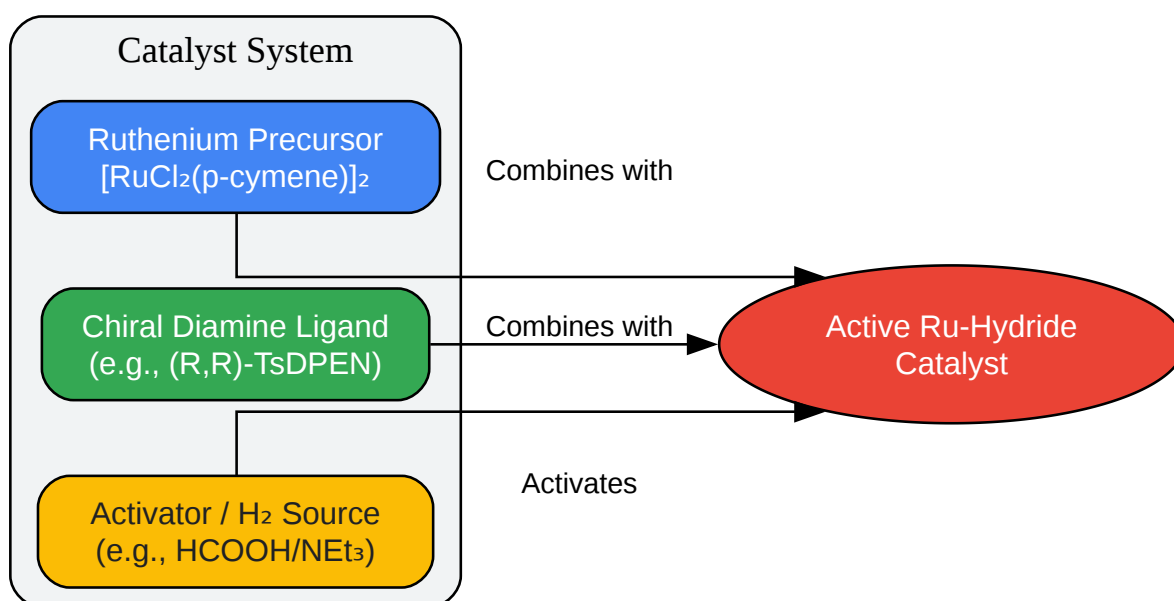 Catalyst System
Ruthenium Precursor
[RuCl₂(p-cymene)]₂
Combines with
Chiral Diamine Ligand
(e.g., (R,R)-TsDPEN)
Combines with
Active Ru-Hydride
Catalyst
Activates
Activator / H₂ Source
(e.g., HCOOH/NEt₃)